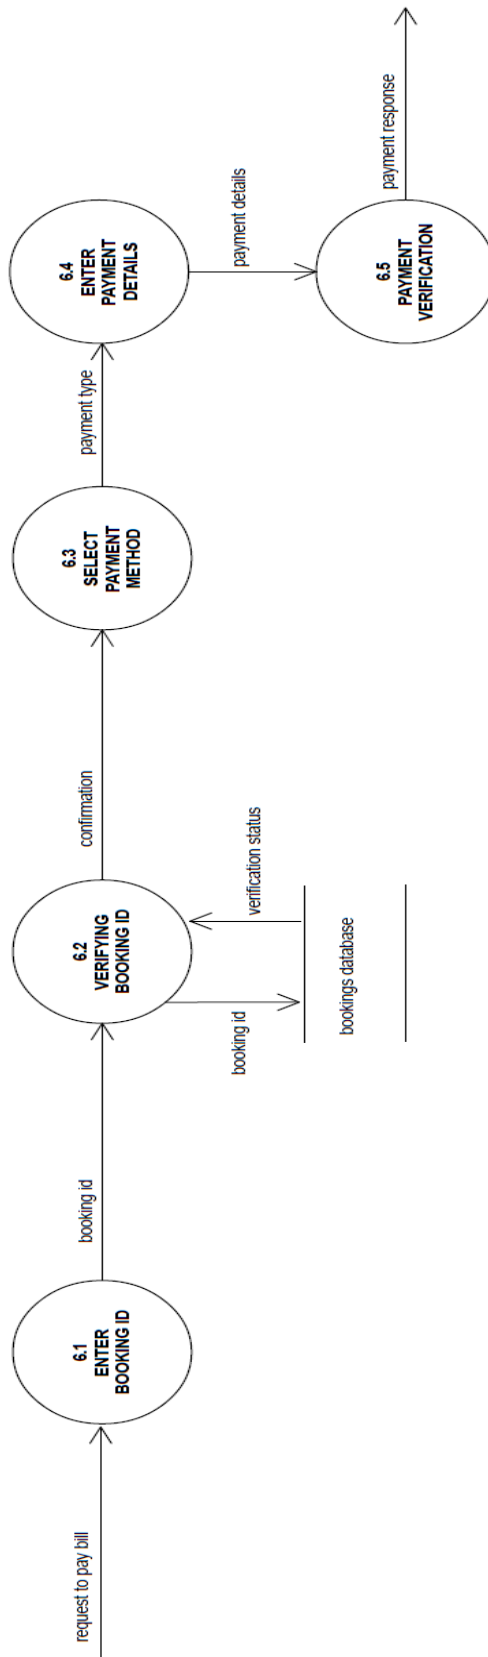 request to pay bill
6.1
ENTER
BOOKING ID
booking id
6.2
VERIFYING
BOOKING ID
booking id
verification status
bookings database
confirmation
6.3
SELECT
PAYMENT
METHOD
payment type
6.4
ENTER
PAYMENT
DETAILS
payment details
6.5
PAYMENT
VERIFICATION
payment response